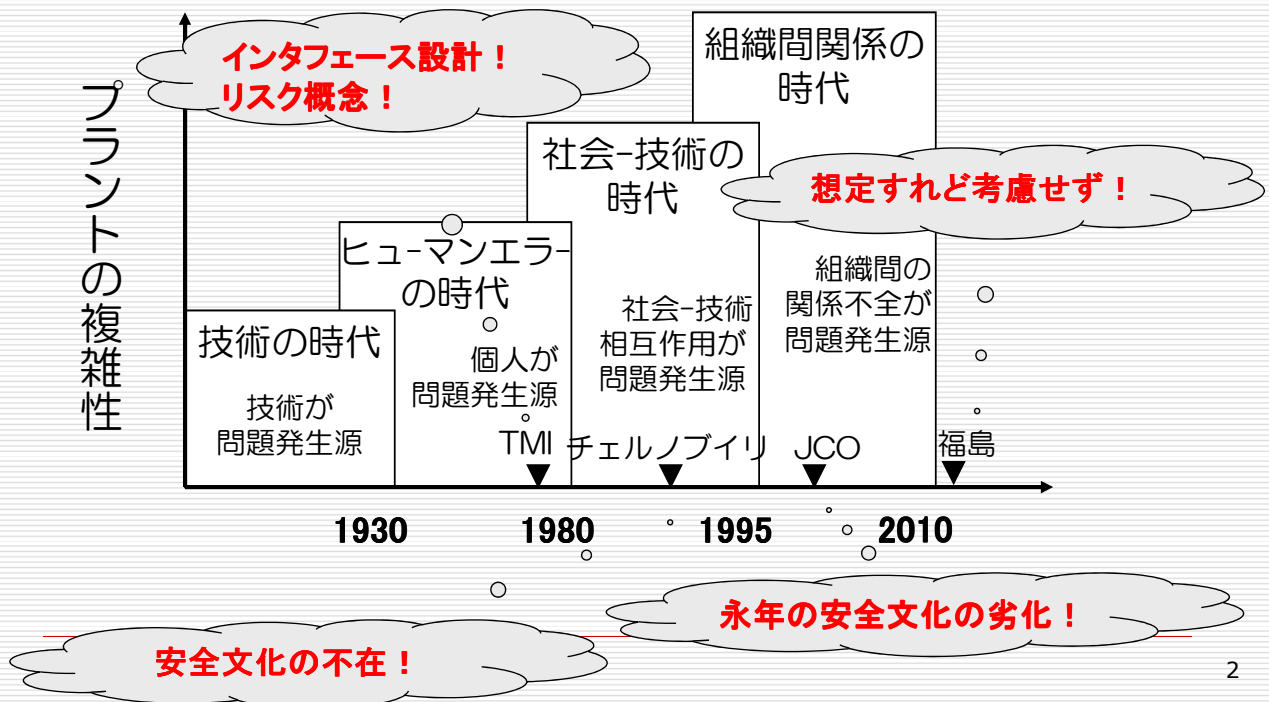 プラントの複雑性
インタフェース設計！
リスク概念！
組織間関係の
時代
社会-技術の
時代
想定すれど考慮せず！
ヒュ-マンエラ-
の時代
技術の時代
組織間の
関係不全が
問題発生源
社会-技術
相互作用が
問題発生源
個人が
問題発生源
技術が
問題発生源
TMI
チェルノブイリ
JCO
福島
1930
1980
1995
2010
永年の安全文化の劣化！
安全文化の不在！
2